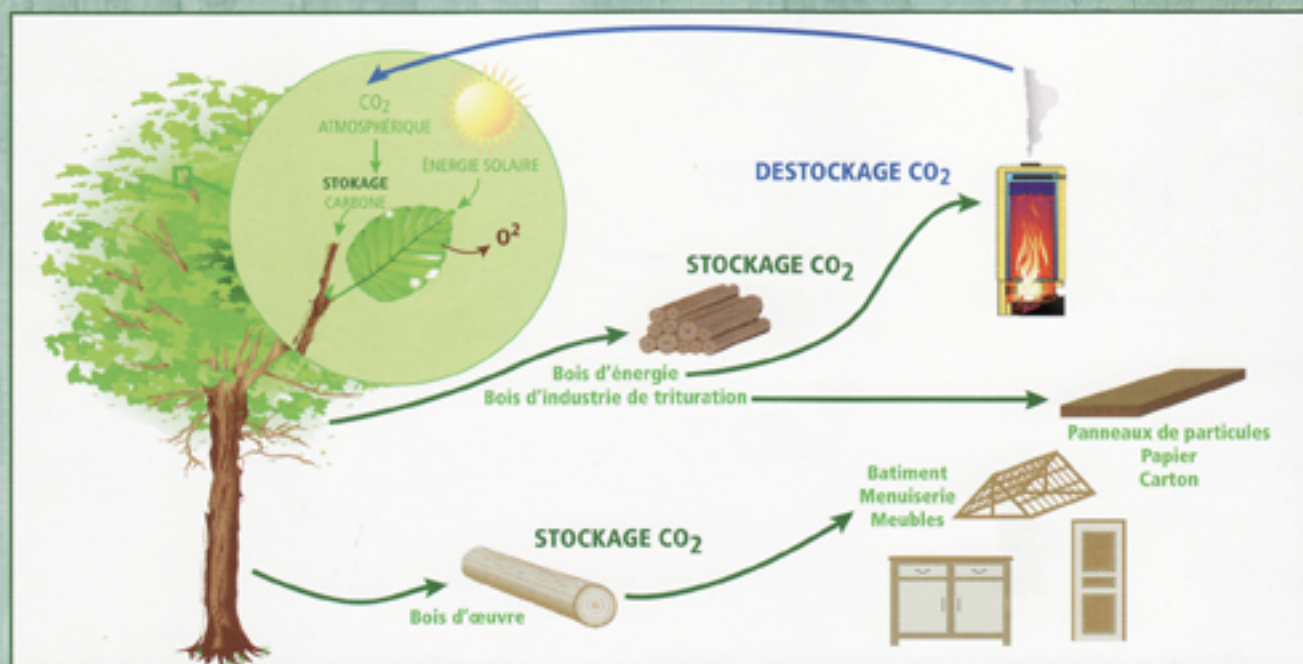 CO₂
ATMOSPHÉRIQUE
ÉNERGIE SOLAIRE
STOKAGE
CARBONE
O²
DESTOCKAGE CO₂
STOCKAGE CO₂
Bois d'énergie
Bois d'industrie de trituration
Panneaux de particules
Papier
Carton
Batiment
Menuiserie
Meubles
STOCKAGE CO₂
Bois d'œuvre